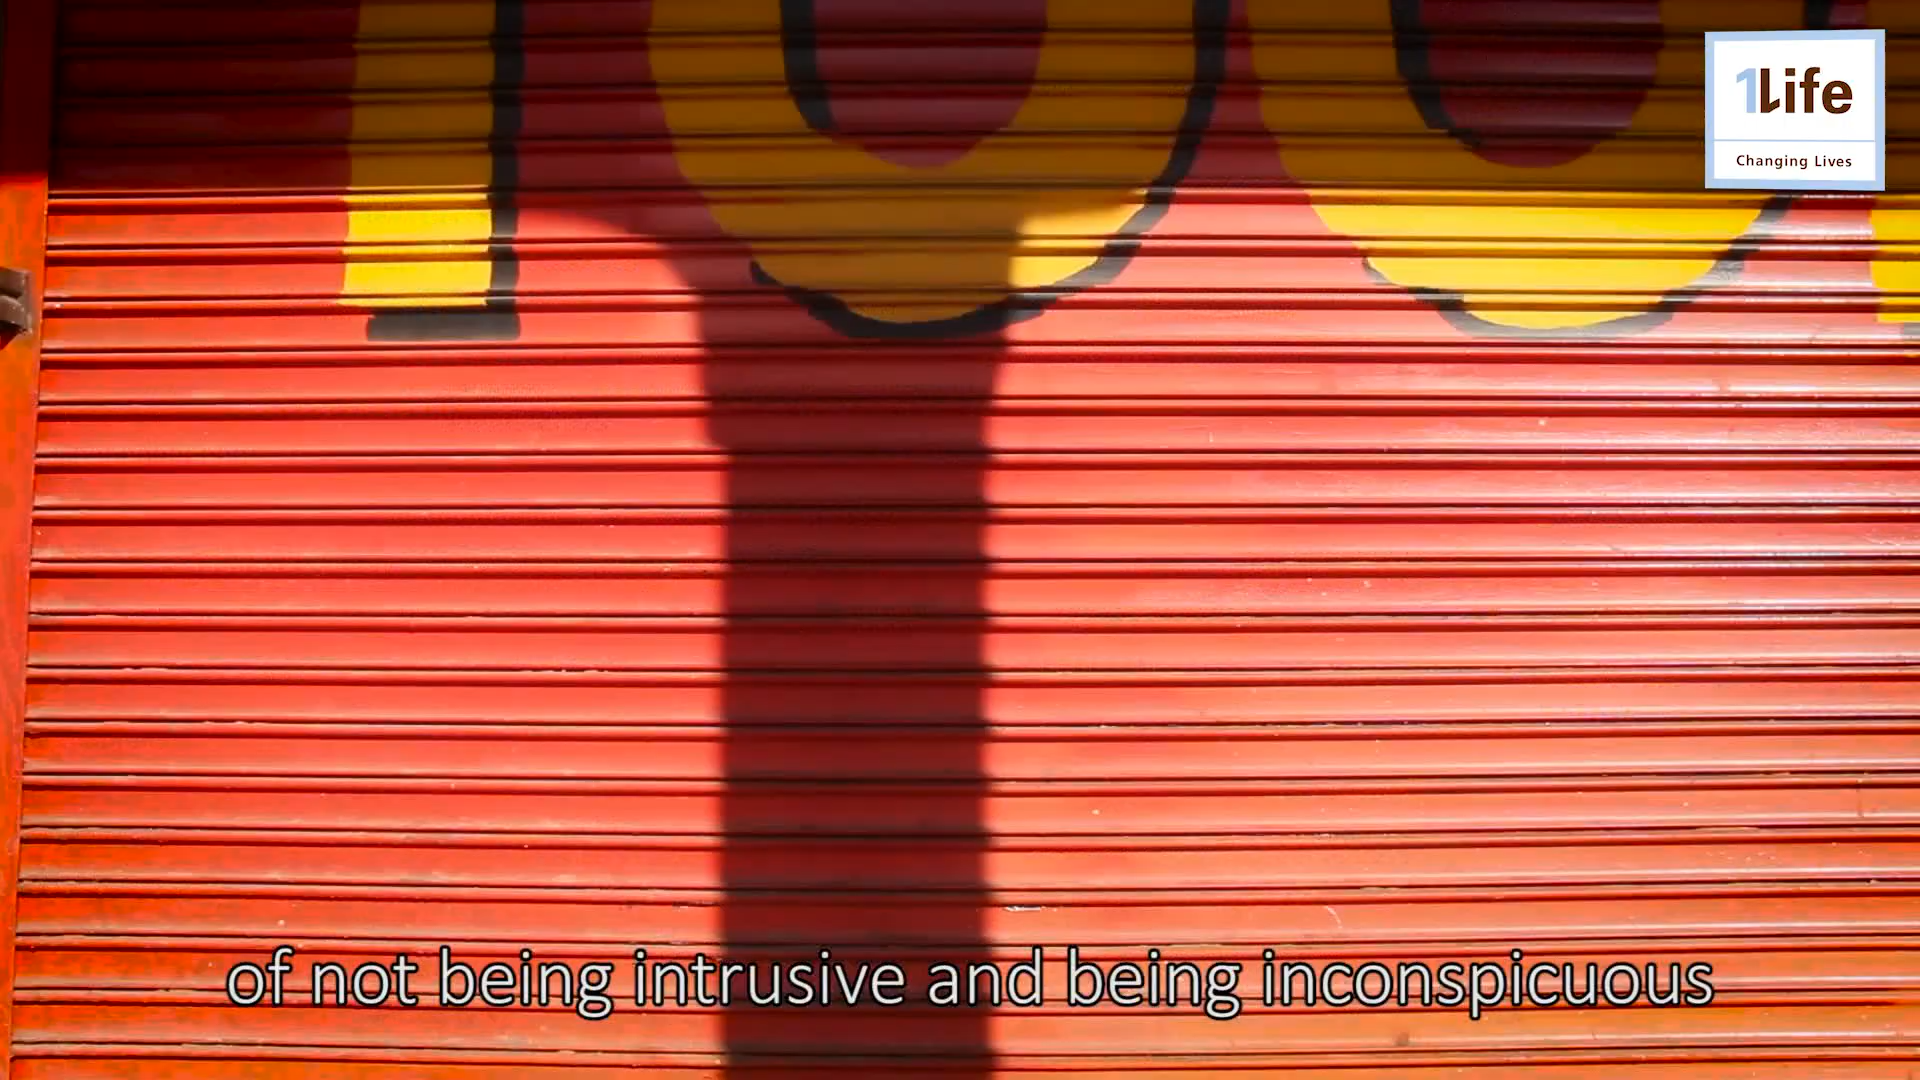 1Life
Changing Lives
of not being intrusive and being inconspicuous